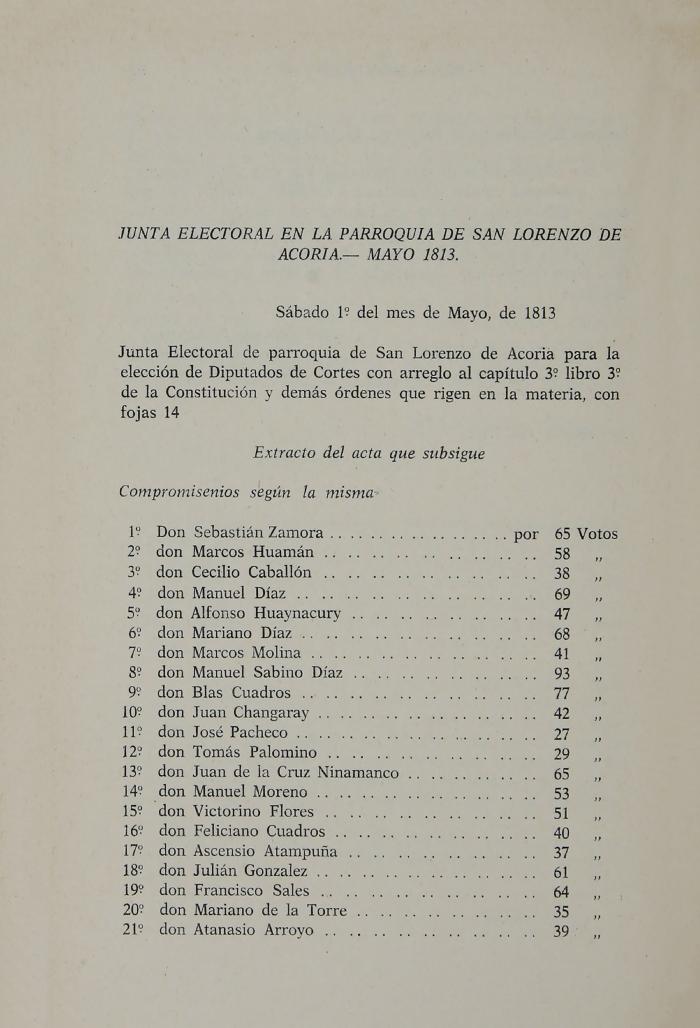 JUNTA ELECTORAL EN LA PARROQUIA DE SAN LORENZO DE
ACORIA.— MAYO 1813.
Sábado 1º del mes de Mayo, de 1813
Junta Electoral de parroquia de San Lorenzo de Acoria para la
elección de Diputados de Cortes con arreglo al capítulo 3º libro 3º
de la Constitución y demás órdenes que rigen en la materia, con
fojas 14
Extracto del acta que subsigue
Compromisenios según la misma
1º Don Sebastián Zamora .................. por 65 Votos
2º don Marcos Huamán ................ 58 „
3º don Cecilio Caballón ................ 38 „
4º don Manuel Díaz .................. 69 „
5º don Alfonso Huaynacury .............. 47 „
6º don Mariano Díaz .................. 68 „
7º don Marcos Molina ................. 41 „
8º don Manuel Sabino Díaz .............. 93 „
9º don Blas Cuadros .................. 77 „
10º don Juan Changaray ................. 42 „
11º don José Pacheco .................. 27 „
12º don Tomás Palomino ................ 29 „
13º don Juan de la Cruz Ninamanco .......... 65 „
14º don Manuel Moreno ................. 53 „
15º don Victorino Flores ................ 51 „
16º don Feliciano Cuadros ................ 40 „
17º don Ascensio Atampuña .............. 37 „
18º don Julián Gonzalez ................. 61 „
19º don Francisco Sales ................. 64 „
20º don Mariano de la Torre .............. 35 „
21º don Atanasio Arroyo ................ 39 „